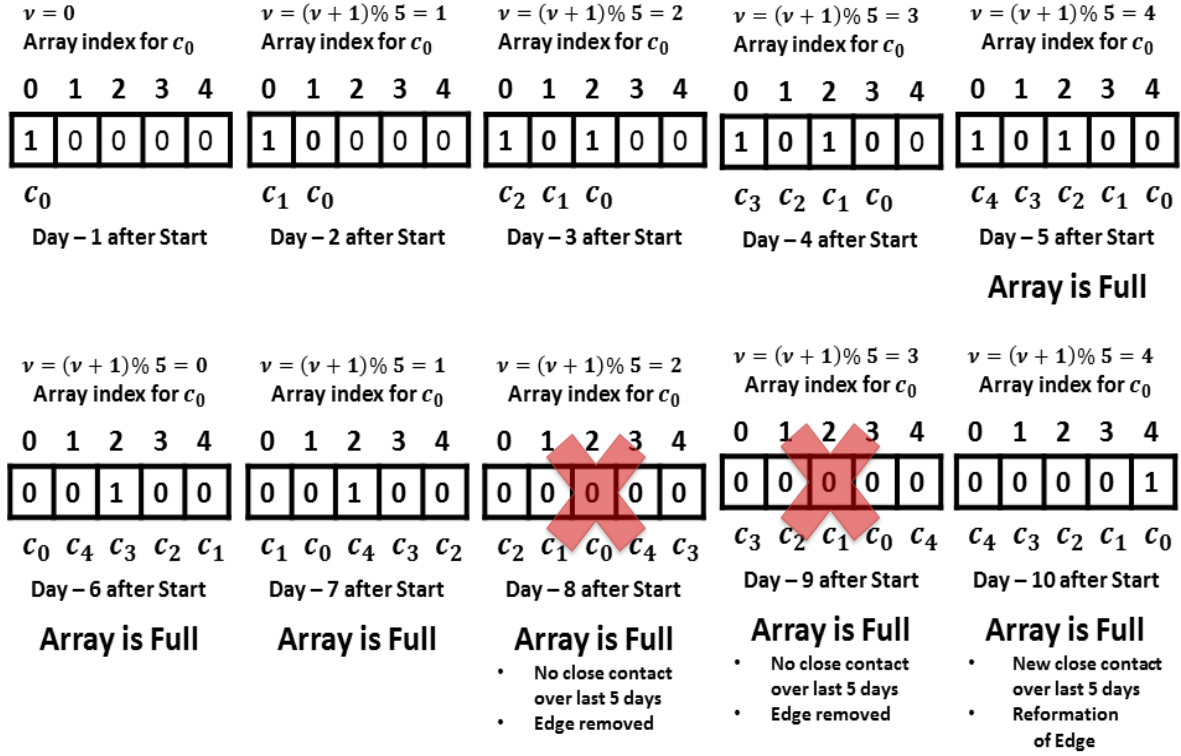 ν = 0
Array index for c₀
0 1 2 3 4
1 0 0 0 0
c₀
Day – 1 after Start
ν = (ν + 1)% 5 = 1
Array index for c₀
0 1 2 3 4
1 0 0 0 0
c₁ c₀
Day – 2 after Start
ν = (ν + 1)% 5 = 2
Array index for c₀
0 1 2 3 4
1 0 1 0 0
c₂ c₁ c₀
Day – 3 after Start
ν = (ν + 1)% 5 = 3
Array index for c₀
0 1 2 3 4
1 0 1 0 0
c₃ c₂ c₁ c₀
Day – 4 after Start
ν = (ν + 1)% 5 = 4
Array index for c₀
0 1 2 3 4
1 0 1 0 0
c₄ c₃ c₂ c₁ c₀
Day – 5 after Start
Array is Full
ν = (ν + 1)% 5 = 0
Array index for c₀
0 1 2 3 4
0 0 1 0 0
c₀ c₄ c₃ c₂ c₁
Day – 6 after Start
Array is Full
ν = (ν + 1)% 5 = 1
Array index for c₀
0 1 2 3 4
0 0 1 0 0
c₁ c₀ c₄ c₃ c₂
Day – 7 after Start
Array is Full
ν = (ν + 1)% 5 = 2
Array index for c₀
0 1 2 3 4
0 0 0 0 0
c₂ c₁ c₀ c₄ c₃
Day – 8 after Start
Array is Full
• No close contact
over last 5 days
• Edge removed
ν = (ν + 1)% 5 = 3
Array index for c₀
0 1 2 3 4
0 0 0 0 0
c₃ c₂ c₁ c₀ c₄
Day – 9 after Start
Array is Full
• No close contact
over last 5 days
• Edge removed
ν = (ν + 1)% 5 = 4
Array index for c₀
0 1 2 3 4
0 0 0 0 1
c₄ c₃ c₂ c₁ c₀
Day – 10 after Start
Array is Full
• New close contact
over last 5 days
• Reformation
of Edge